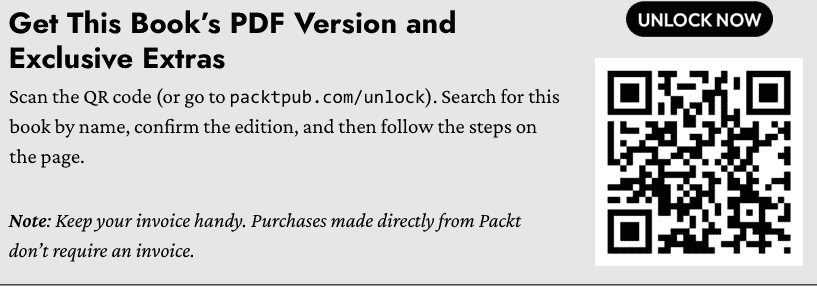 Get This Book’s PDF Version and
Exclusive Extras
UNLOCK NOW
Scan the QR code (or go to packtpub.com/unlock). Search for this
book by name, confirm the edition, and then follow the steps on
the page.
Note: Keep your invoice handy. Purchases made directly from Packt
don’t require an invoice.